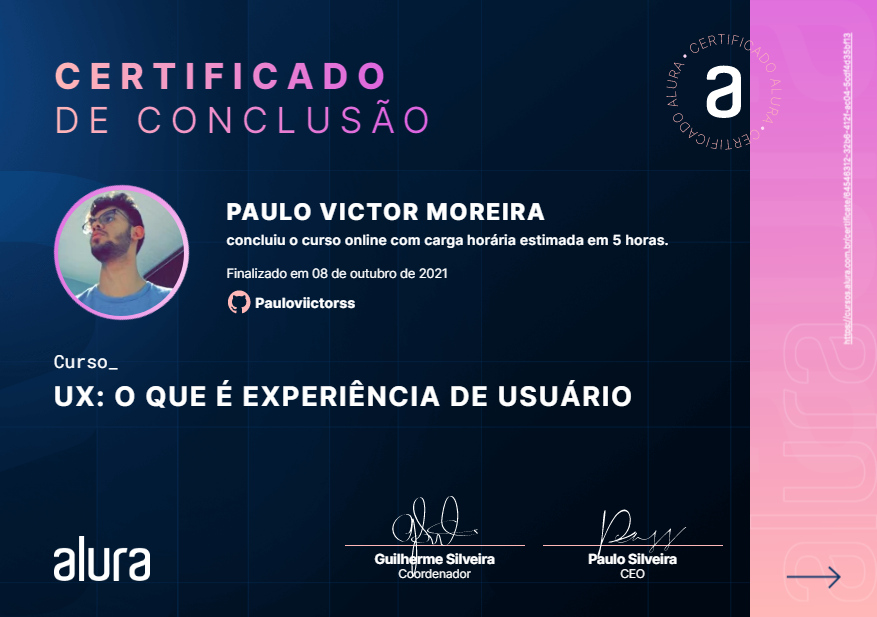 CERTIFICADO
DE CONCLUSÃO
CERTIFICADO ALURA • CERTIFICADO ALURA •
a
PAULO VICTOR MOREIRA
concluiu o curso online com carga horária estimada em 5 horas.
Finalizado em 08 de outubro de 2021
Pauloviictorss
Curso_
UX: O QUE É EXPERIÊNCIA DE USUÁRIO
alura
Guilherme Silveira
Coordenador
Paulo Silveira
CEO
alura